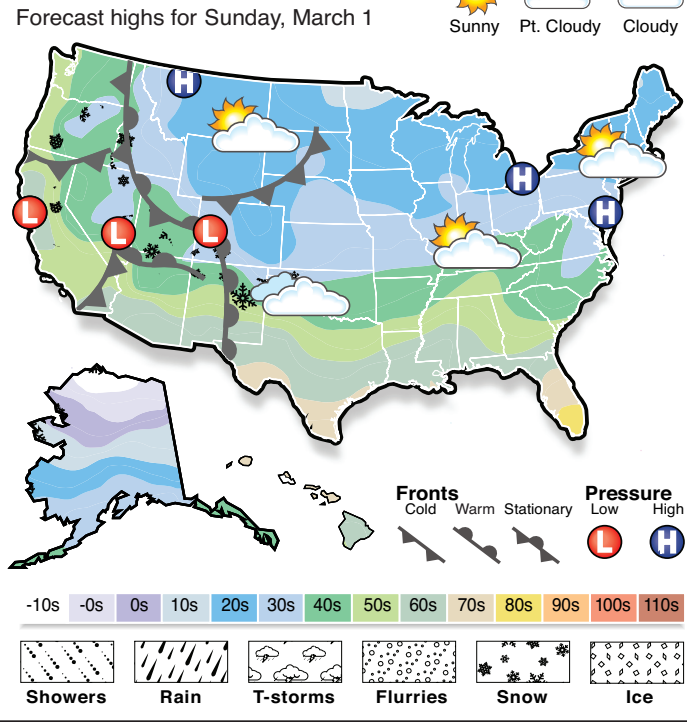 Forecast highs for Sunday, March 1
Sunny Pt. Cloudy Cloudy
H
L
L
L
H
H
Fronts Pressure
Cold Warm Stationary Low High
L H
-10s -0s 0s 10s 20s 30s 40s 50s 60s 70s 80s 90s 100s 110s
Showers Rain T-storms Flurries Snow Ice